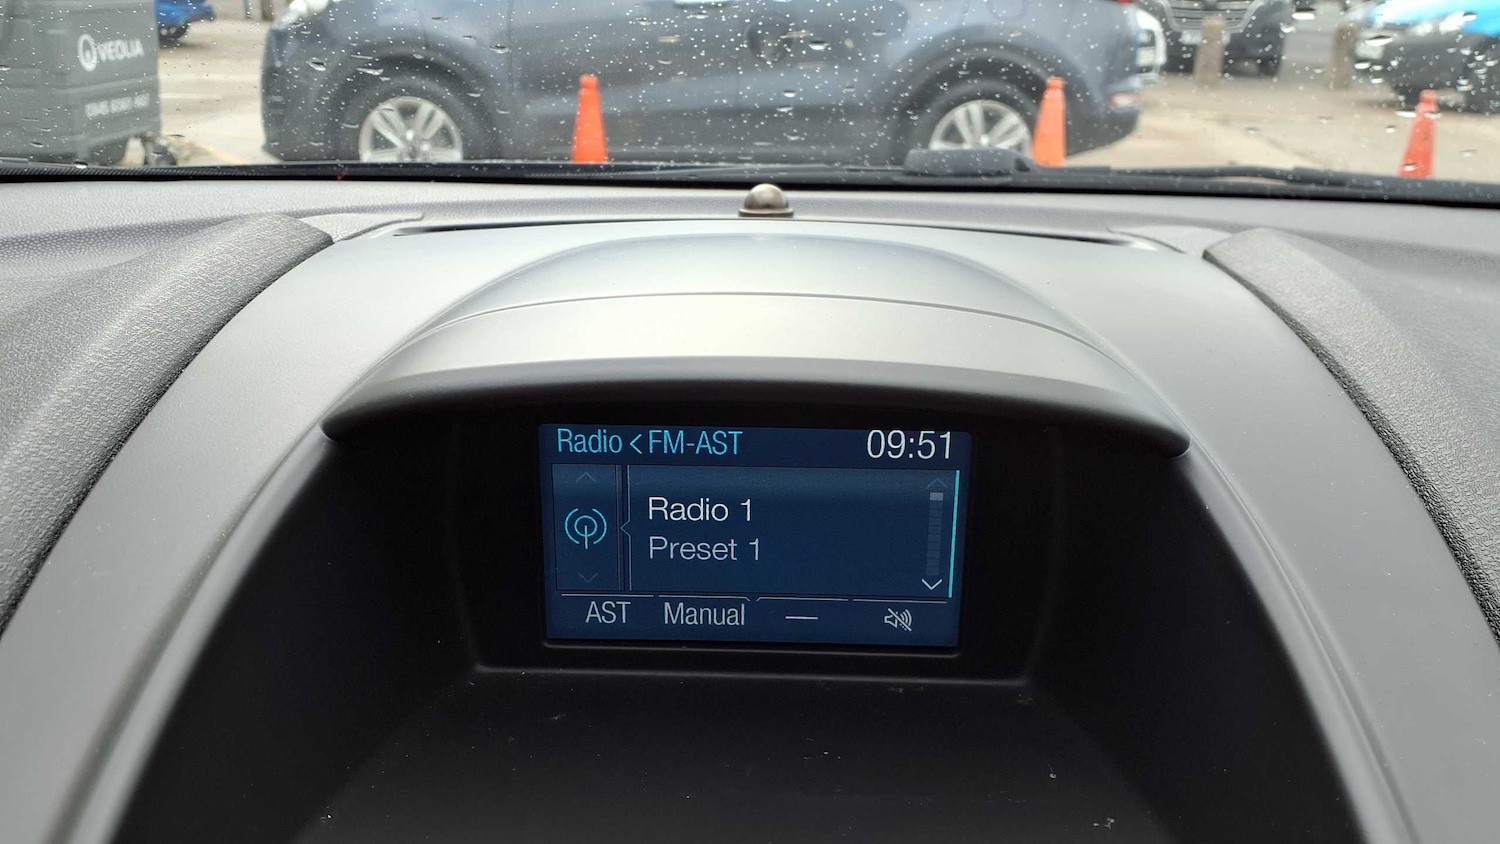 VEOLIA
Radio < FM-AST
09:51
Radio 1
Preset 1
AST
Manual